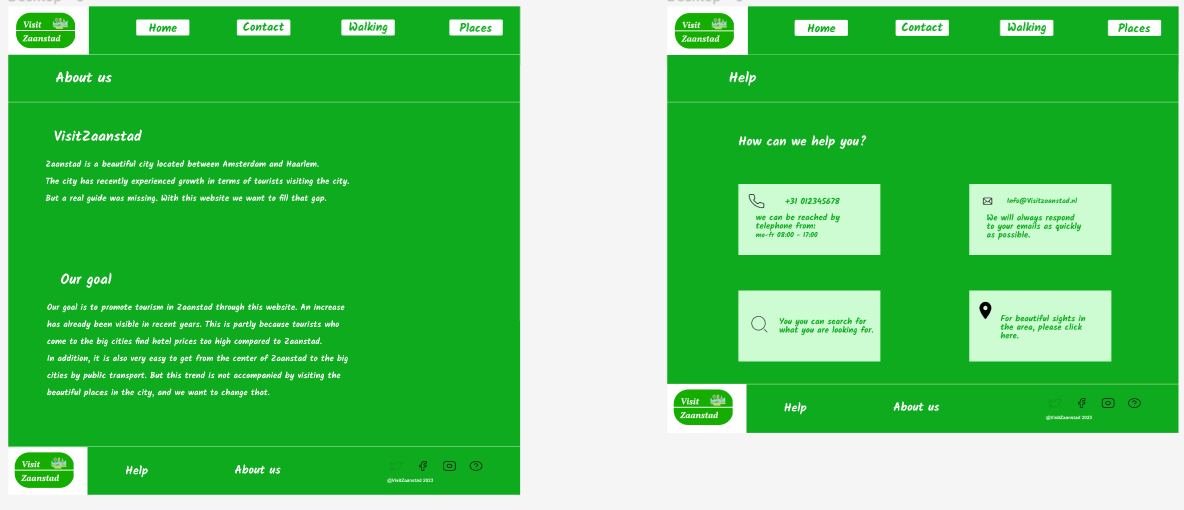 Visit
Zaanstad
Home
Contact
Walking
Places
About us
VisitZaanstad
Zaanstad is a beautiful city located between Amsterdam and Haarlem.
The city has recently experienced growth in terms of tourists visiting the city.
But a real guide was missing. With this website we want to fill that gap.
Our goal
Our goal is to promote tourism in Zaanstad through this website. An increase
has already been visible in recent years. This is partly because tourists who
come to the big cities find hotel prices too high compared to Zaanstad.
In addition, it is also very easy to get from the center of Zaanstad to the big
cities by public transport. But this trend is not accompanied by visiting the
beautiful places in the city, and we want to change that.
Visit
Zaanstad
Help
About us
@VisitZaanstad 2023
Visit
Zaanstad
Home
Contact
Walking
Places
Help
How can we help you?
+31 012345678
we can be reached by
telephone from:
mo-fr 08:00 - 17:00
Info@Visitzaanstad.nl
We will always respond
to your emails as quickly
as possible.
You you can search for
what you are looking for.
For beautiful sights in
the area, please click
here.
Visit
Zaanstad
Help
About us
@VisitZaanstad 2023